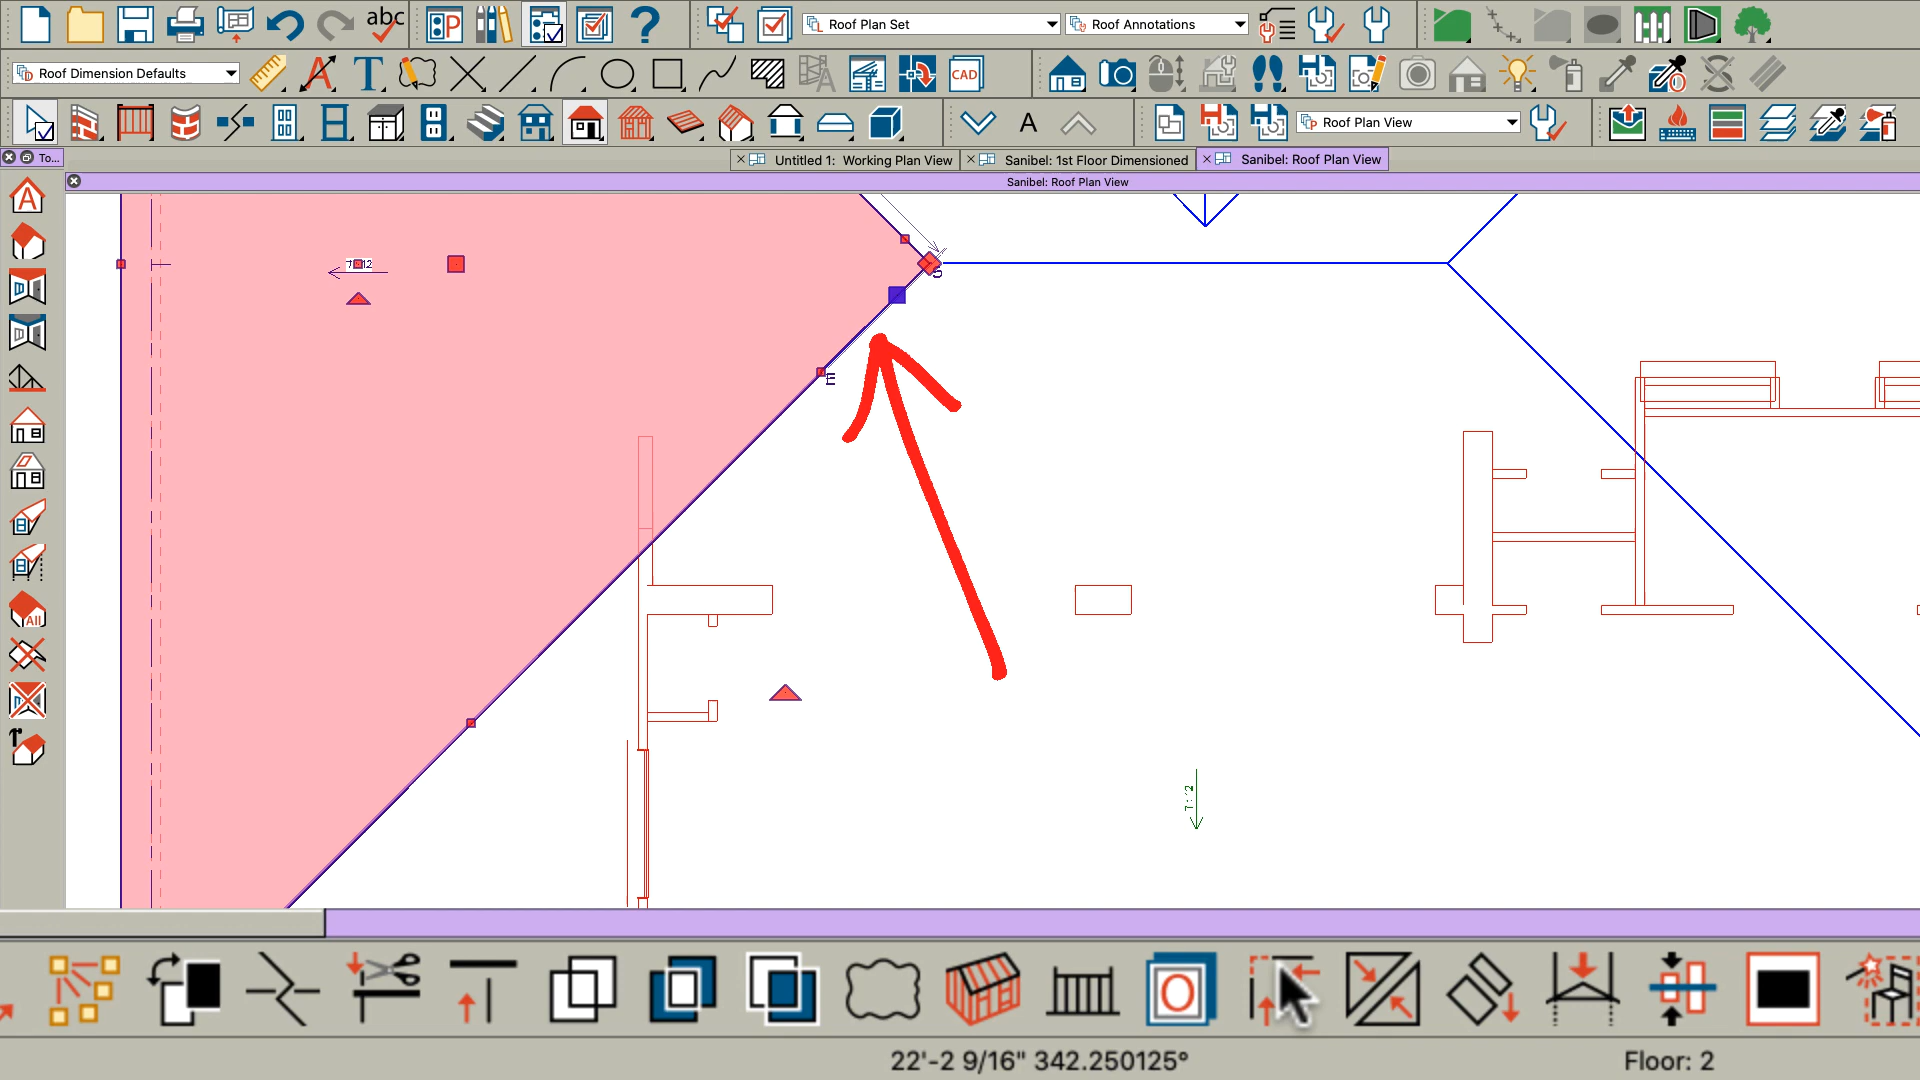 abc
P
?
Roof Plan Set
Roof Annotations
Roof Dimension Defaults
A
T
CAD
A
Roof Plan View
To...
Untitled 1: Working Plan View
Sanibel: 1st Floor Dimensioned
Sanibel: Roof Plan View
Sanibel: Roof Plan View
A
All
S
E
22'-2 9/16" 342.250125°
Floor: 2